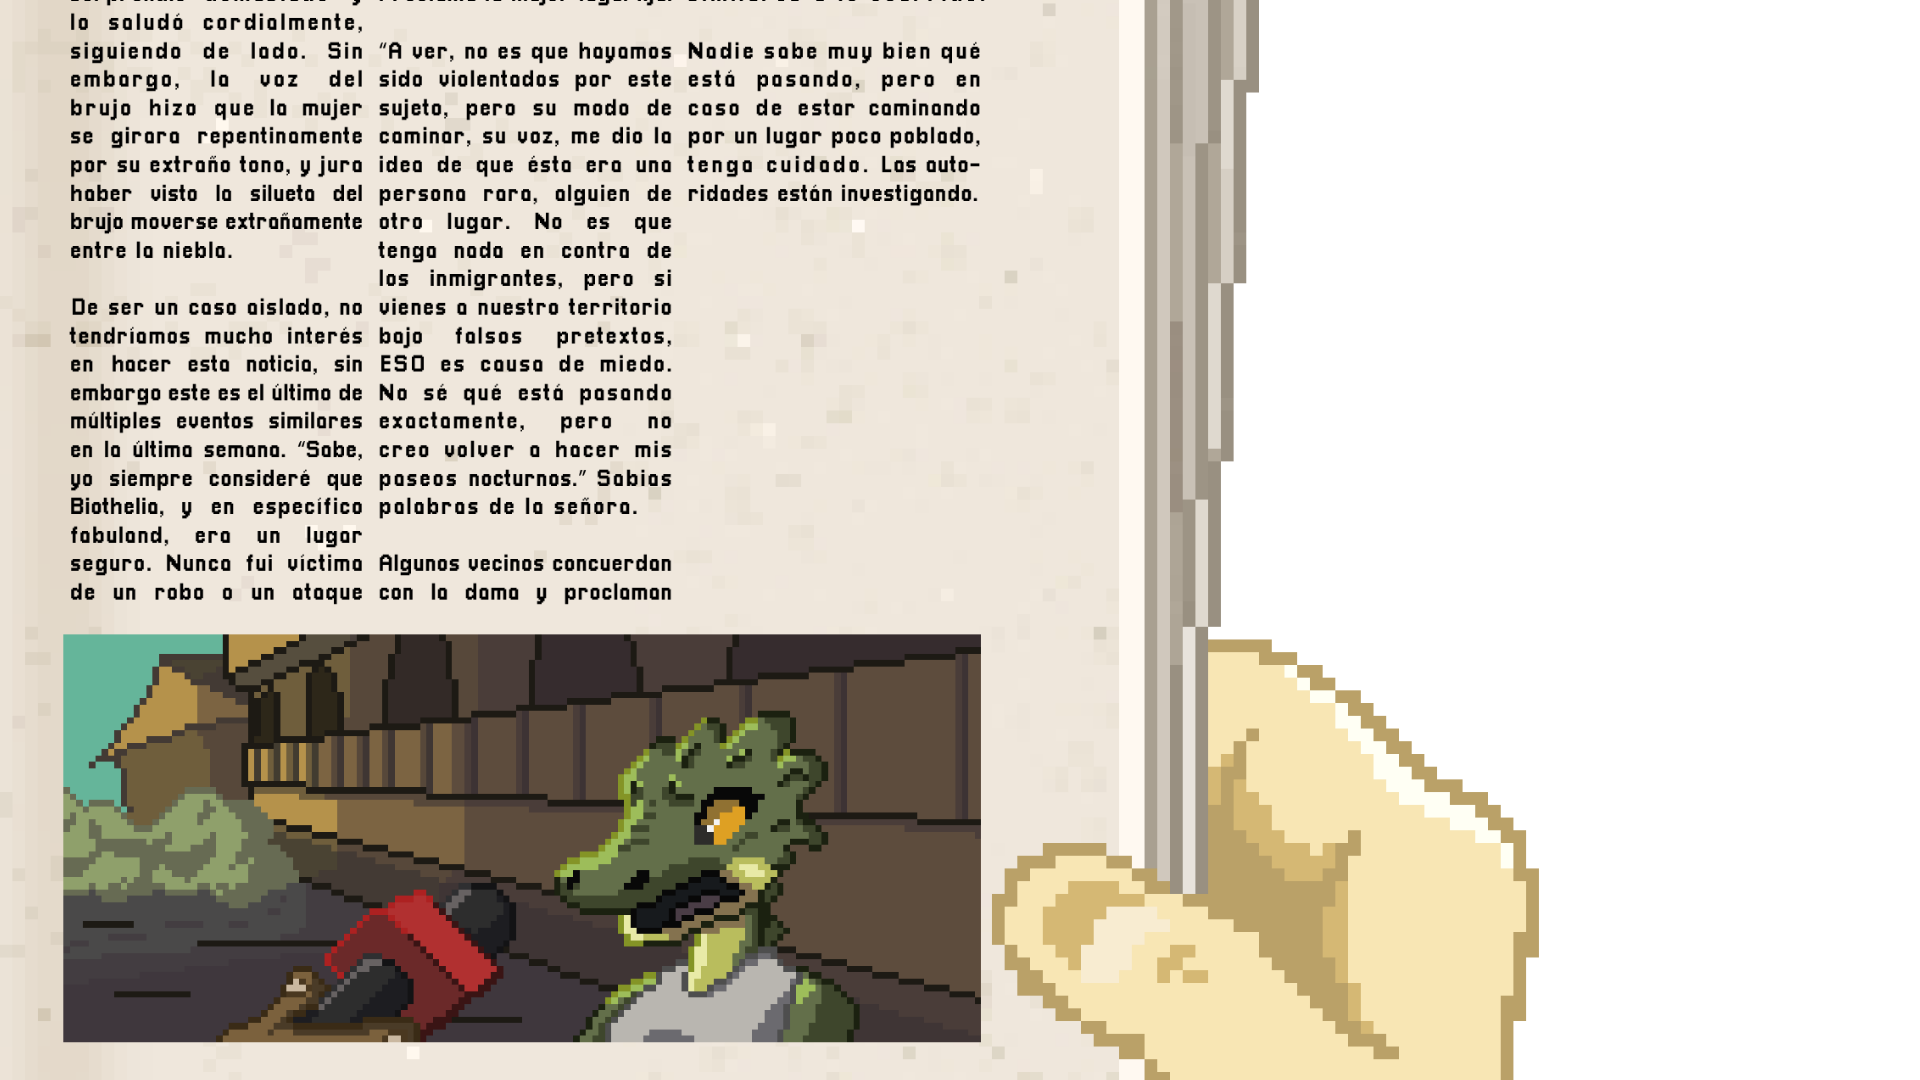 lo saludó cordialmente,
siguiendo de lado. Sin
embargo, la voz del
brujo hizo que la mujer
se girara repentinamente
por su extraño tono, y jura
haber visto la silueta del
brujo moverse extrañamente
entre la niebla.
De ser un caso aislado, no
tendríamos mucho interés
en hacer esta noticia, sin
embargo este es el último de
múltiples eventos similares
en la última semana. “Sabe,
yo siempre consideré que
Biothelia, y en específico
fabuland, era un lugar
seguro. Nunca fui víctima
de un robo o un ataque
“A ver, no es que hayamos
sido violentados por este
sujeto, pero su modo de
caminar, su voz, me dio la
idea de que ésta era una
persona rara, alguien de
otro lugar. No es que
tenga nada en contra de
los inmigrantes, pero si
vienes a nuestro territorio
bajo falsos pretextos,
ESO es causa de miedo.
No sé qué está pasando
exactamente, pero no
creo volver a hacer mis
paseos nocturnos.” Sabias
palabras de la señora.
Algunos vecinos concuerdan
con la dama y proclaman
Nadie sabe muy bien qué
está pasando, pero en
caso de estar caminando
por un lugar poco poblado,
tenga cuidado. Las auto-
ridades están investigando.